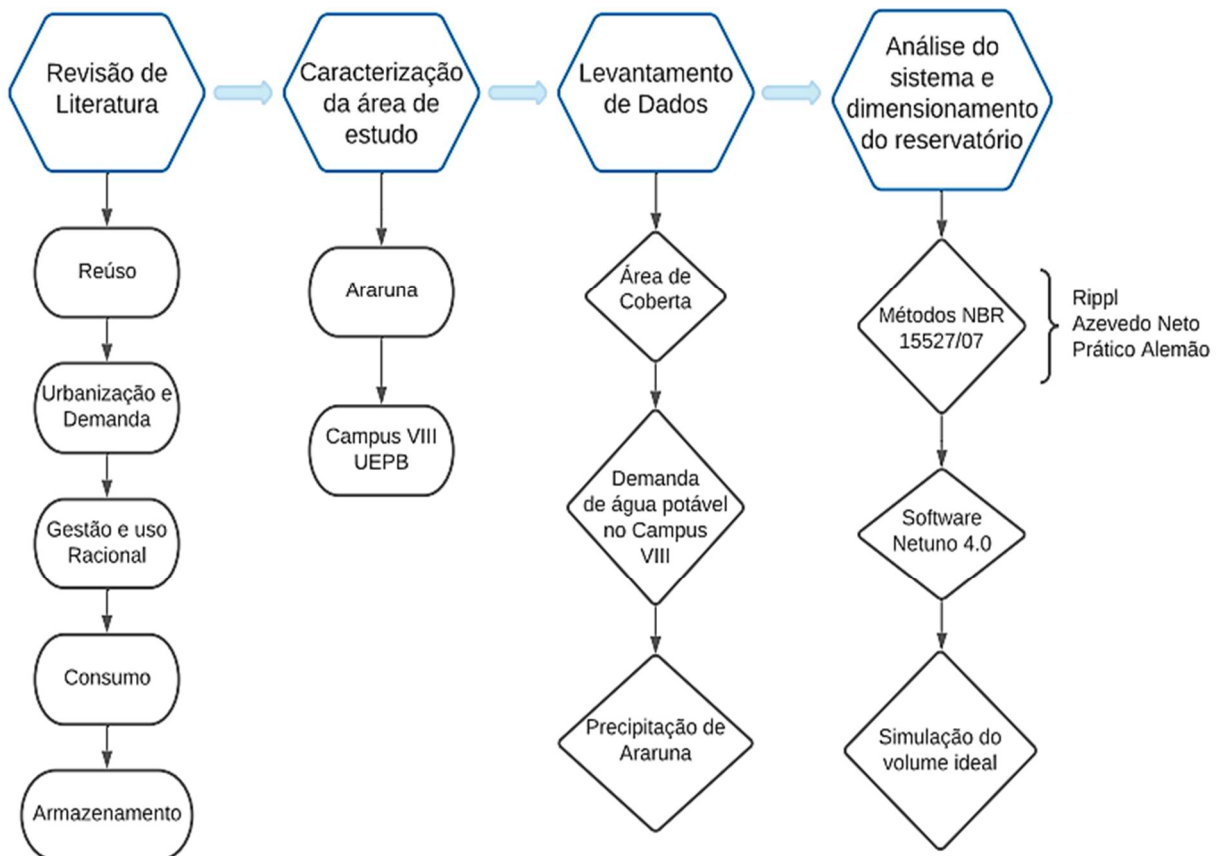 Revisão de
Literatura
Reúso
Urbanização e
Demanda
Gestão e uso
Racional
Consumo
Armazenamento
Caracterização
da área de
estudo
Araruna
Campus VIII
UEPB
Levantamento
de Dados
Área de
Coberta
Demanda
de água potável
no Campus
VIII
Precipitação de
Araruna
Análise do
sistema e
dimensionamento
do reservatório
Métodos NBR
15527/07
Rippl
Azevedo Neto
Prático Alemão
Software
Netuno 4.0
Simulação do
volume ideal